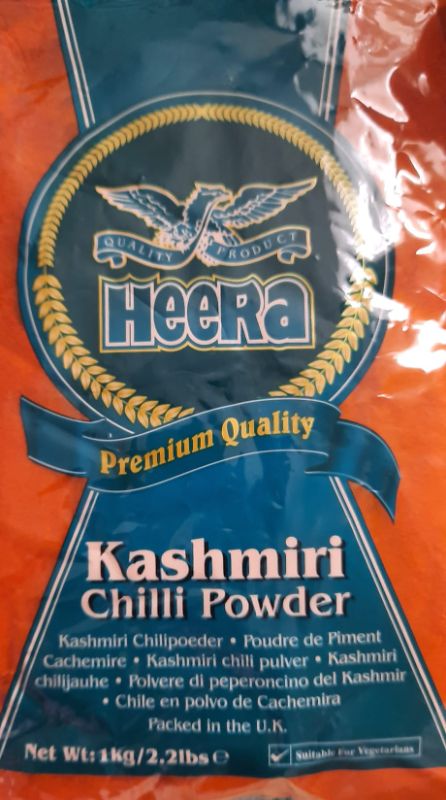 QUALITY PRODUCT
HEERA
Premium Quality
Kashmiri
Chilli Powder
Kashmiri Chilipoeder • Poudre de Piment
Cachemire • Kashmiri chili pulver • Kashmiri
chilijauhe • Polvere di peperoncino del Kashmir
• Chile en polvo de Cachemira
Packed in the U.K.
Net Wt: 1Kg/2.2lbs ℮
Suitable For Vegetarians